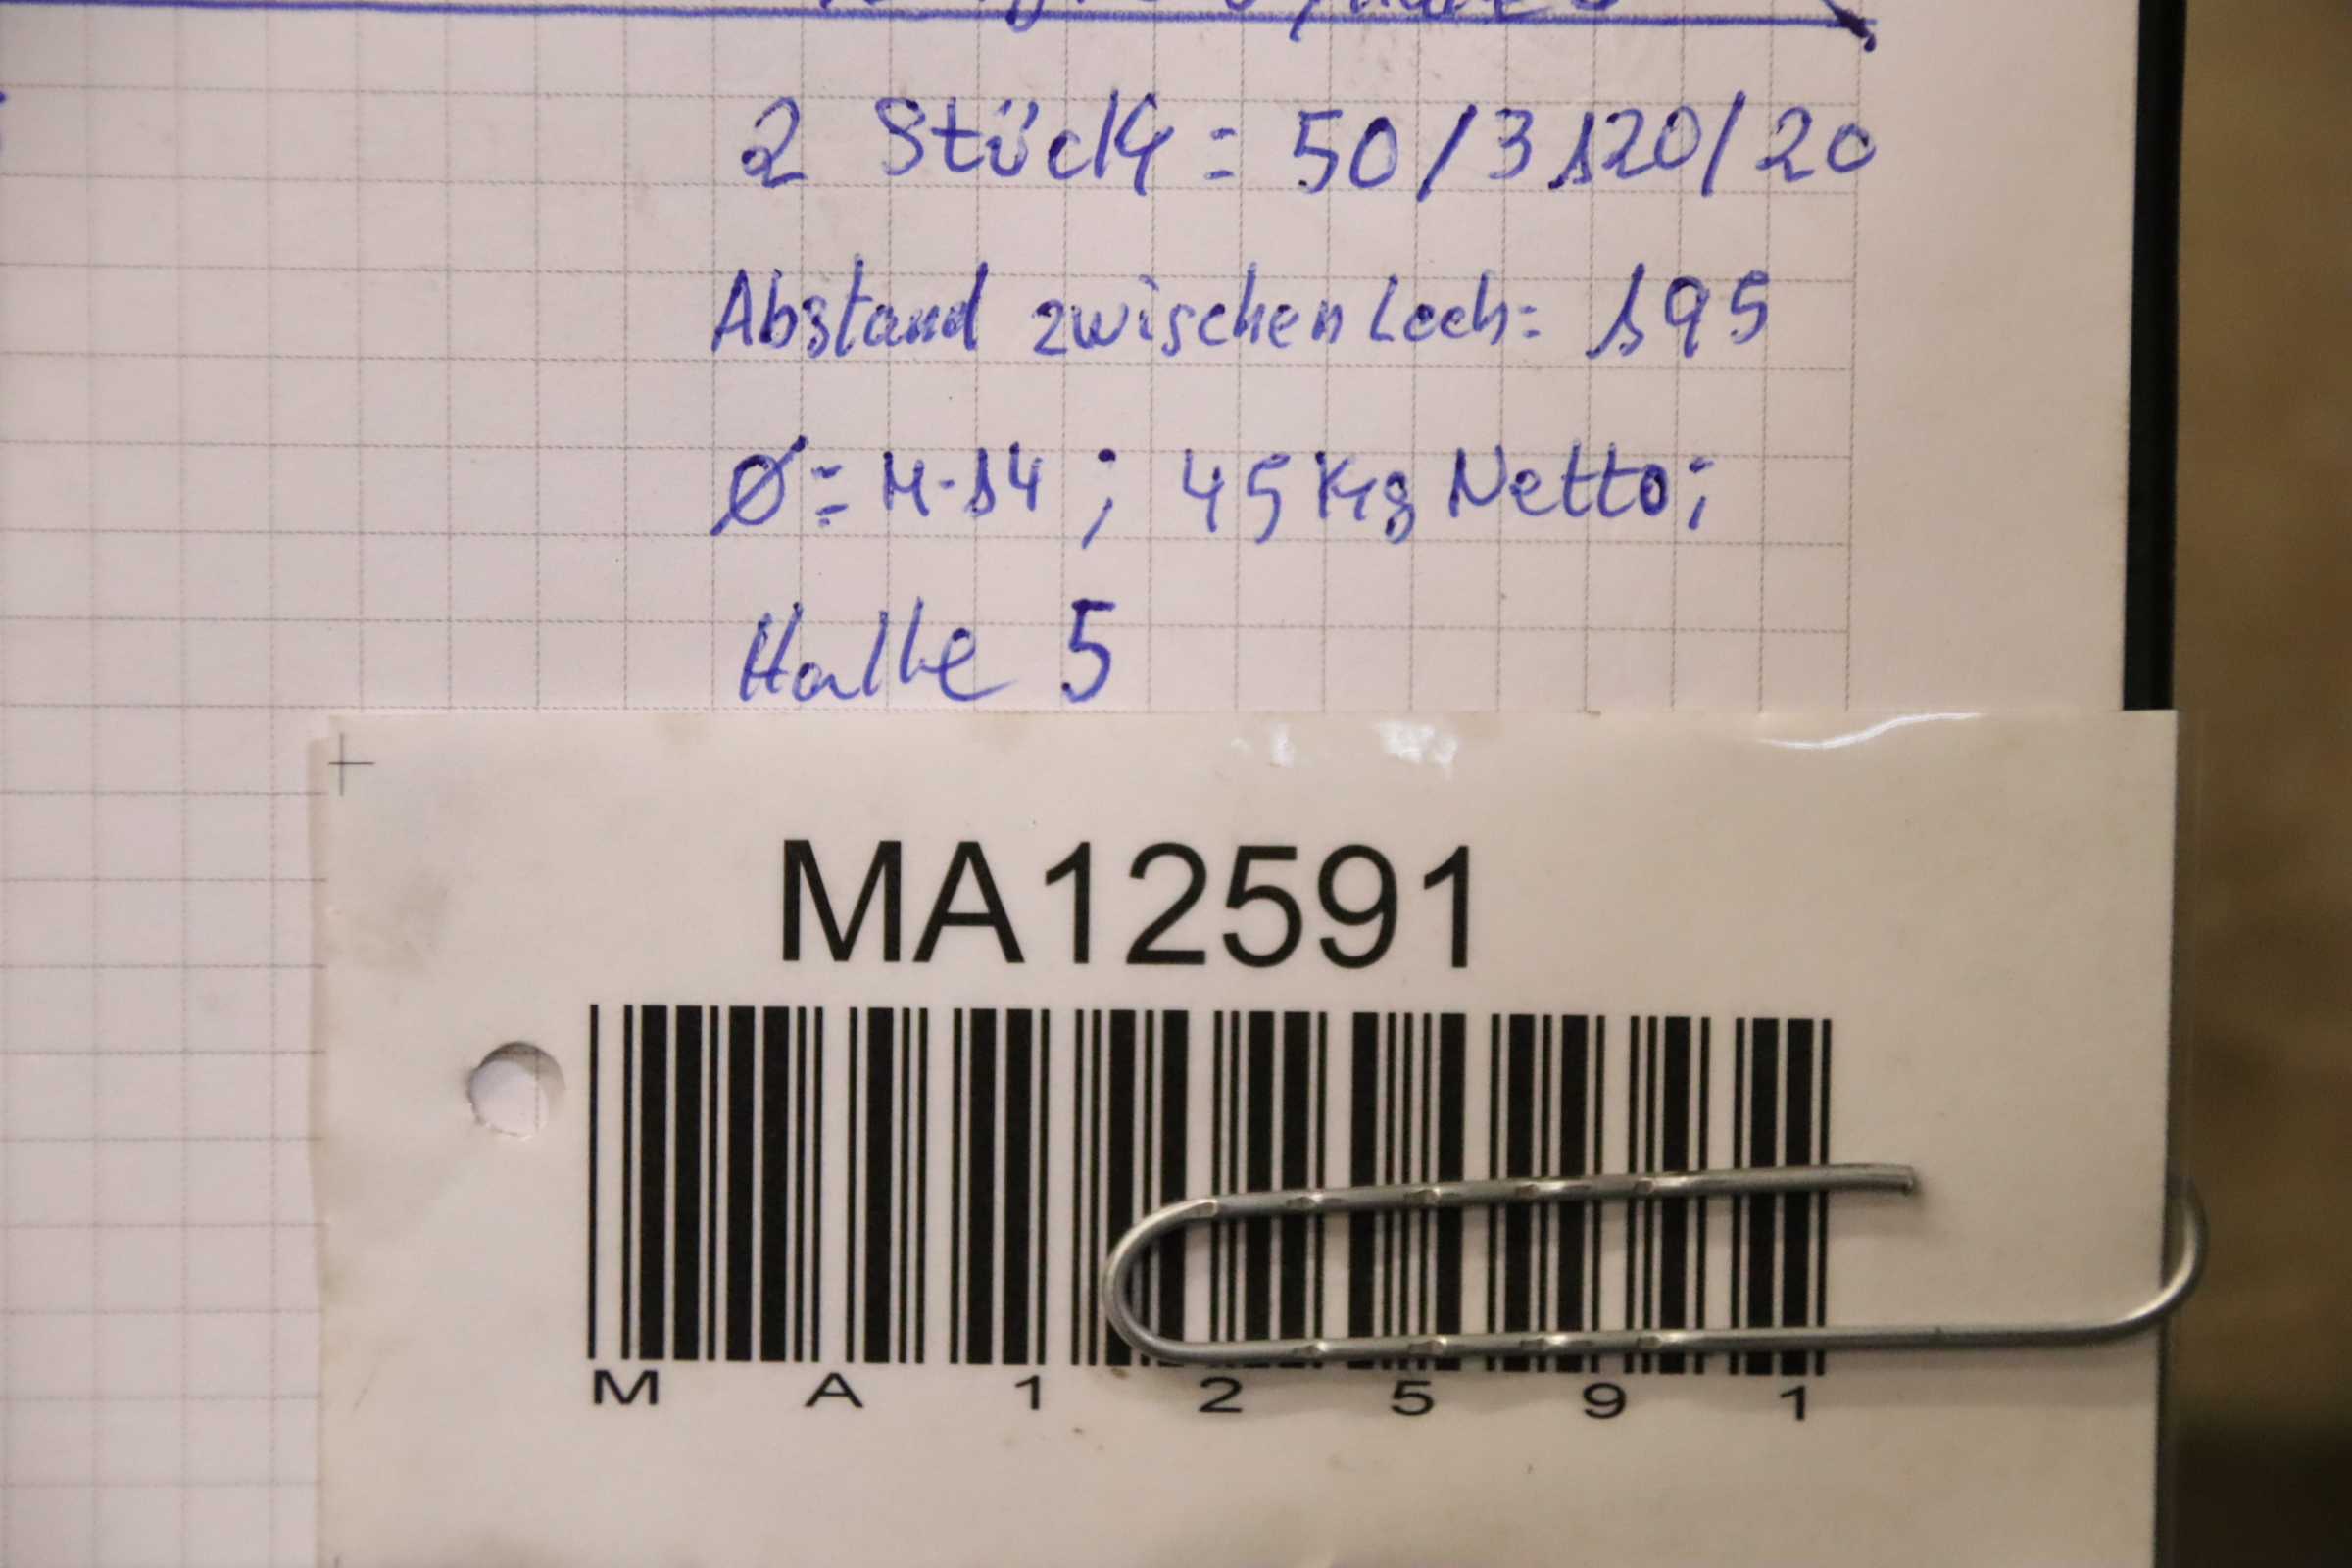 2 Stück = 50/3120/20
Abstand zwischen Loch: 195
Ø = M-14 ; 45 Kg Netto;
Halle 5
MA12591
M A 1 2 5 9 1